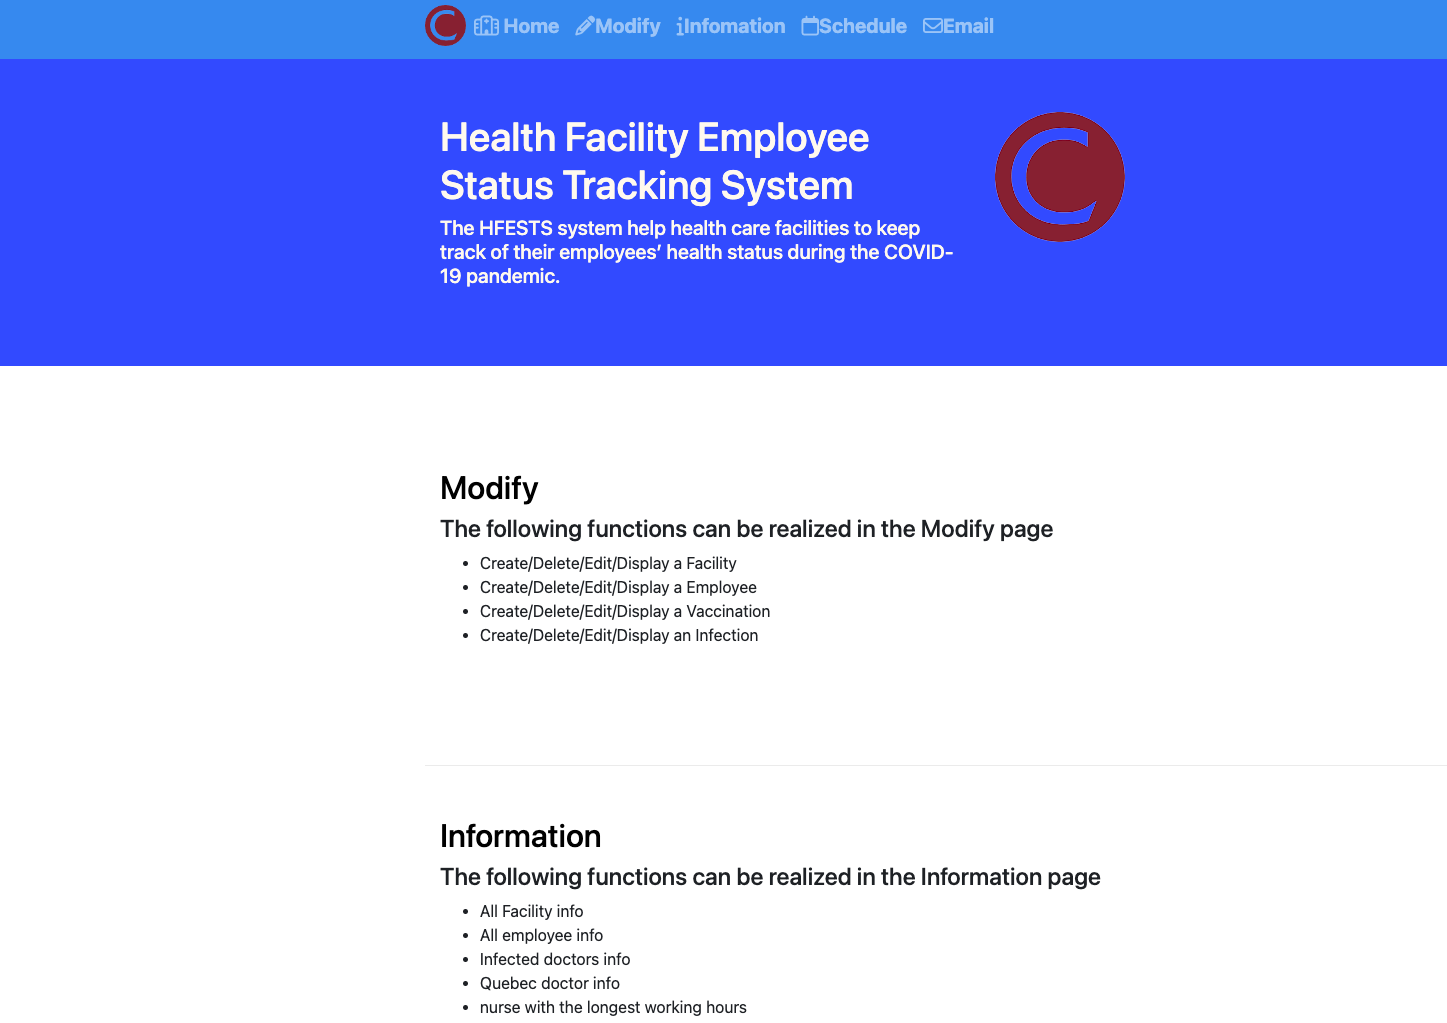 Home Modify Infomation Schedule Email
Health Facility Employee
Status Tracking System
The HFESTS system help health care facilities to keep
track of their employees’ health status during the COVID-
19 pandemic.
Modify
The following functions can be realized in the Modify page
• Create/Delete/Edit/Display a Facility
• Create/Delete/Edit/Display a Employee
• Create/Delete/Edit/Display a Vaccination
• Create/Delete/Edit/Display an Infection
Information
The following functions can be realized in the Information page
• All Facility info
• All employee info
• Infected doctors info
• Quebec doctor info
• nurse with the longest working hours